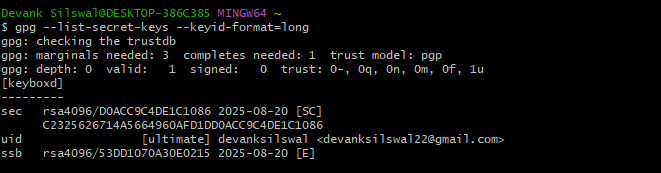 Devank Silswal@DESKTOP-386C385 MINGW64 ~
$ gpg --list-secret-keys --keyid-format=long
gpg: checking the trustdb
gpg: marginals needed: 3  completes needed: 1  trust model: pgp
gpg: depth: 0  valid:   1  signed:   0  trust: 0-, 0q, 0n, 0m, 0f, 1u
[keyboxd]
---------
sec   rsa4096/D0ACC9C4DE1C1086 2025-08-20 [SC]
      C2325626714A5664960AFD1DD0ACC9C4DE1C1086
uid                 [ultimate] devanksilswal <devanksilswal22@gmail.com>
ssb   rsa4096/53DD1070A30E0215 2025-08-20 [E]